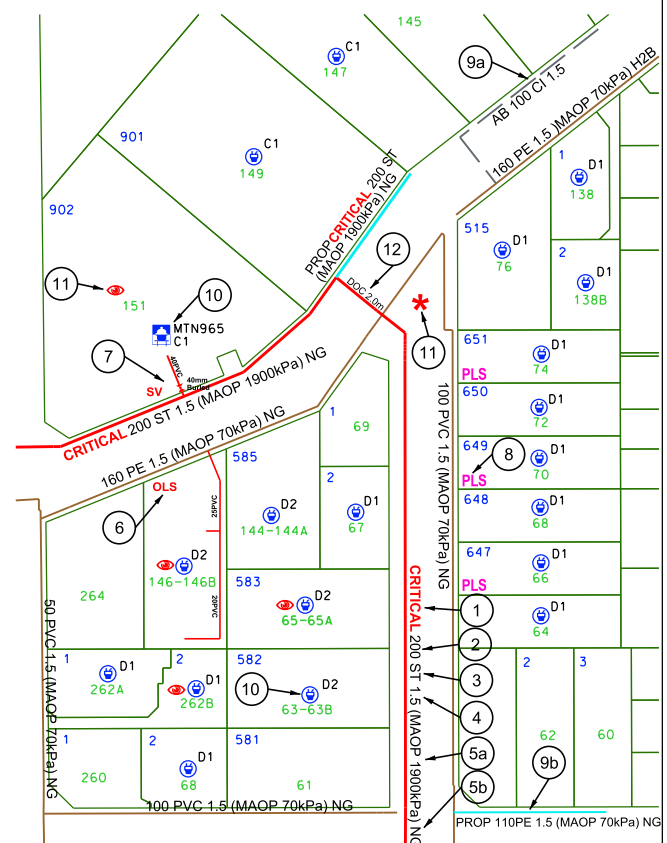 145
C1
147
9a
AB 100 CI 1.5
160 PE 1.5 )MAOP 70kPa) H2B
901
C1
149
PROPCRITICAL 200 ST
(MAOP 1900kPa) NG
1
D1
138
902
515
D1
76
2
D1
138B
12
DOC 2.0m
11
151
10
MTN965
C1
*
11
7
40PVC
SV
40mm
Buried
CRITICAL 200 ST 1.5 (MAOP 1900kPa) NG
651
D1
74
PLS
650
D1
72
100 PVC 1.5 (MAOP 70kPa) NG
160 PE 1.5 (MAOP 70kPa) NG
1
69
649
8
D1
70
PLS
585
2
D1
67
648
D1
68
OLS
6
25PVC
D2
144-144A
D2
146-146B
647
D1
66
PLS
264
20PVC
583
D2
65-65A
D1
64
CRITICAL 200 ST 1.5 (MAOP 1900kPa) NG
1
2
3
4
5a
5b
50 PVC 1.5 (MAOP 70kPa) NG
1
D1
262A
2
D1
262B
582
10
D2
63-63B
2
62
3
60
1
260
2
D1
68
581
61
9b
100 PVC 1.5 (MAOP 70kPa) NG
PROP 110PE 1.5 (MAOP 70kPa) NG